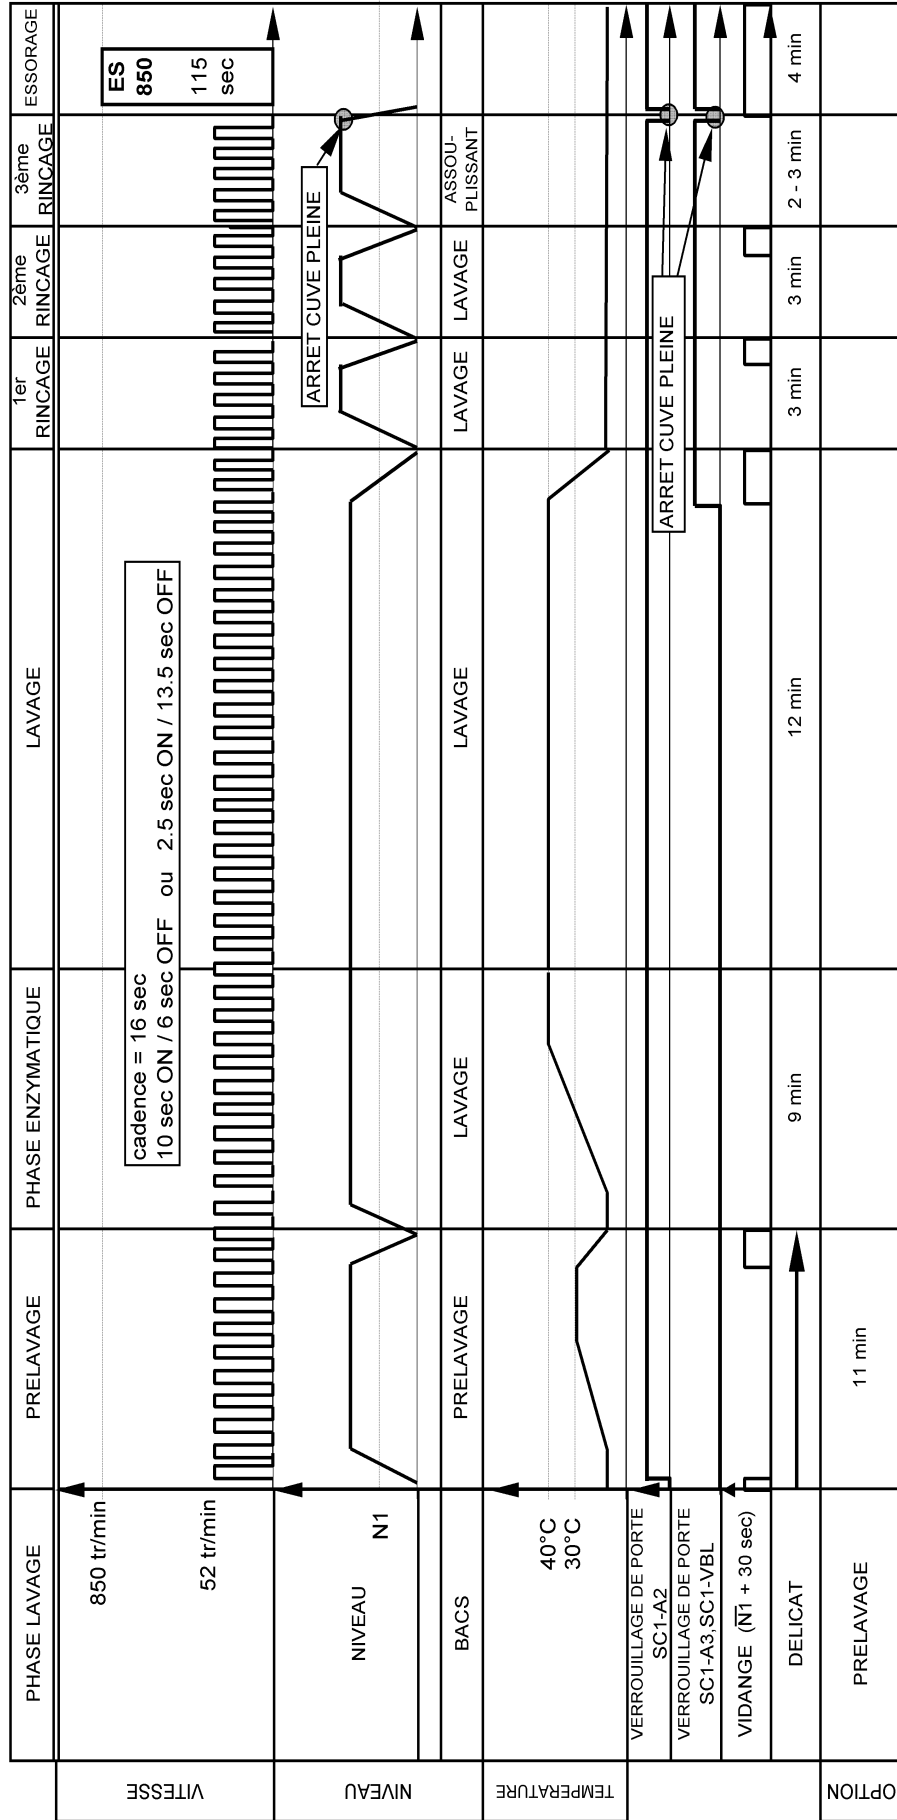 PHASE LAVAGE
PRELAVAGE
PHASE ENZYMATIQUE
LAVAGE
1er
RINCAGE
2ème
RINCAGE
3ème
RINCAGE
ESSORAGE
VITESSE
850 tr/min
52 tr/min
cadence = 16 sec
10 sec ON / 6 sec OFF ou 2.5 sec ON / 13.5 sec OFF
ES
850
115
sec
NIVEAU
NIVEAU
N1
ARRET CUVE PLEINE
BACS
PRELAVAGE
LAVAGE
LAVAGE
LAVAGE
LAVAGE
ASSOU-
PLISSANT
TEMPERATURE
40°C
30°C
VERROUILLAGE DE PORTE
SC1-A2
VERROUILLAGE DE PORTE
SC1-A3,SC1-VBL
ARRET CUVE PLEINE
VIDANGE (N̅1 + 30 sec)
DELICAT
9 min
12 min
3 min
3 min
2 - 3 min
4 min
OPTION
PRELAVAGE
11 min